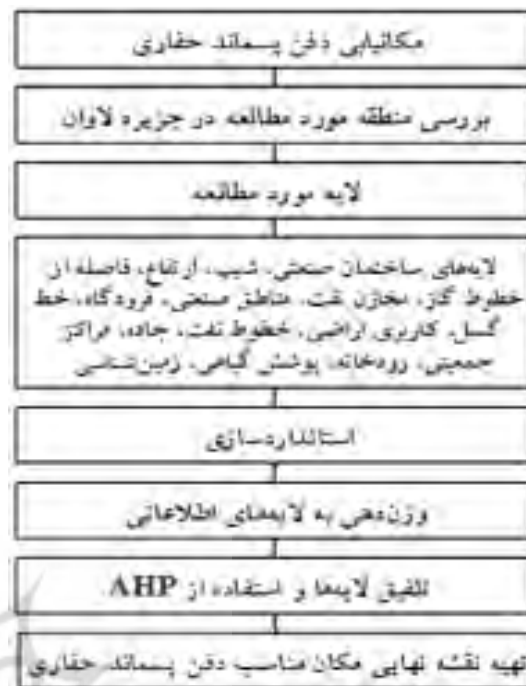 مکانیابی دفن پسماند حفاری
بررسی منطقه مورد مطالعه در جزیره لاوان
لایه مورد مطالعه
لایه‌های ساختمان صنعتی، شیب، ارتفاع، فاصله از
خطوط گاز، مخازن نفت، مناطق صنعتی، فرودگاه، خط
گسل، کاربری اراضی، خطوط نفت، جاده، مراکز
جمعیتی، رودخانه، پوشش گیاهی، زمین‌شناسی
استانداردسازی
وزن‌دهی به لایه‌های اطلاعاتی
تلفیق لایه‌ها و استفاده از AHP
تهیه نقشه نهایی مکان مناسب دفن پسماند حفاری